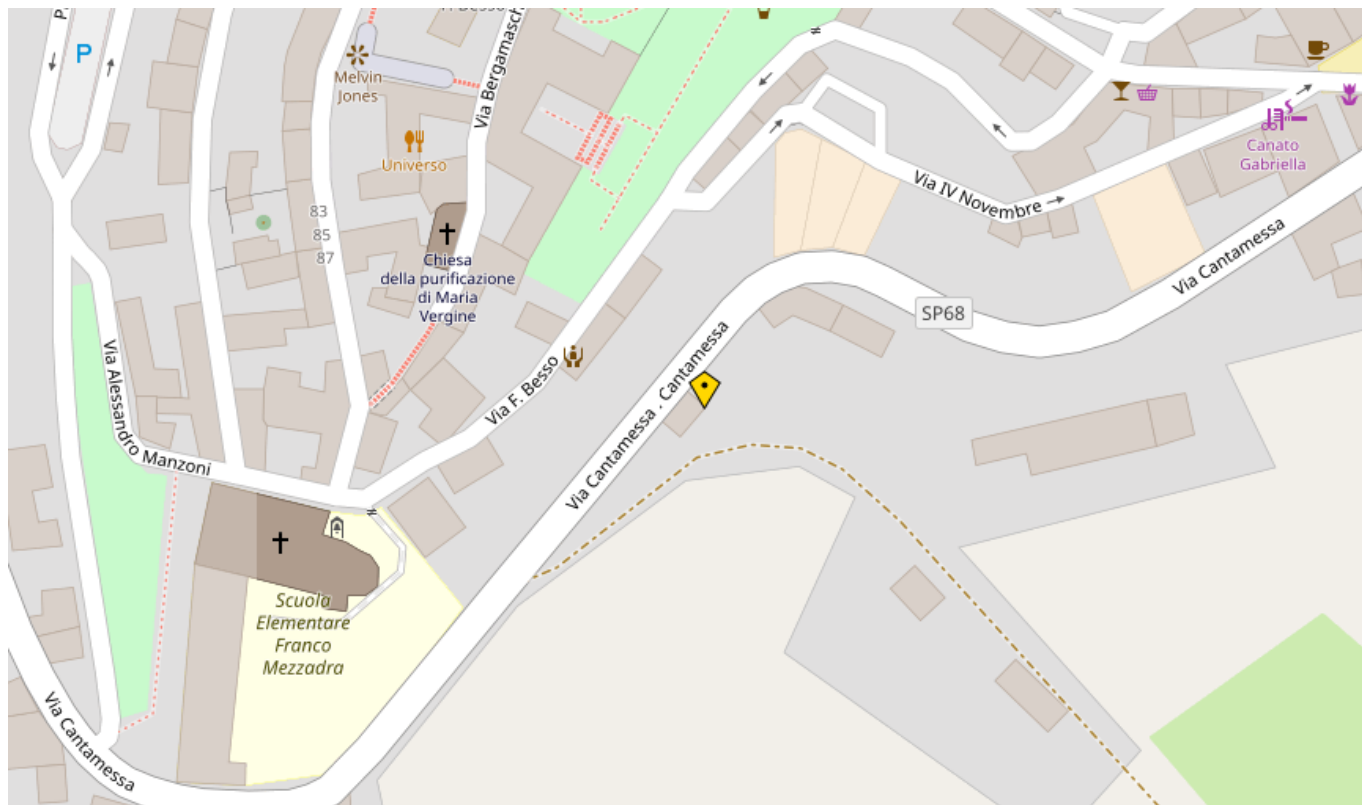 P
Melvin
Jones
Via Bergamasch
Universo
83
85
87
Chiesa
della purificazione
di Maria
Vergine
Via IV Novembre
Canato
Gabriella
Via Cantamessa
SP68
Via Cantamessa . Cantamessa
Via F. Besso
Via Alessandro Manzoni
Scuola
Elementare
Franco
Mezzadra
Via Cantamessa